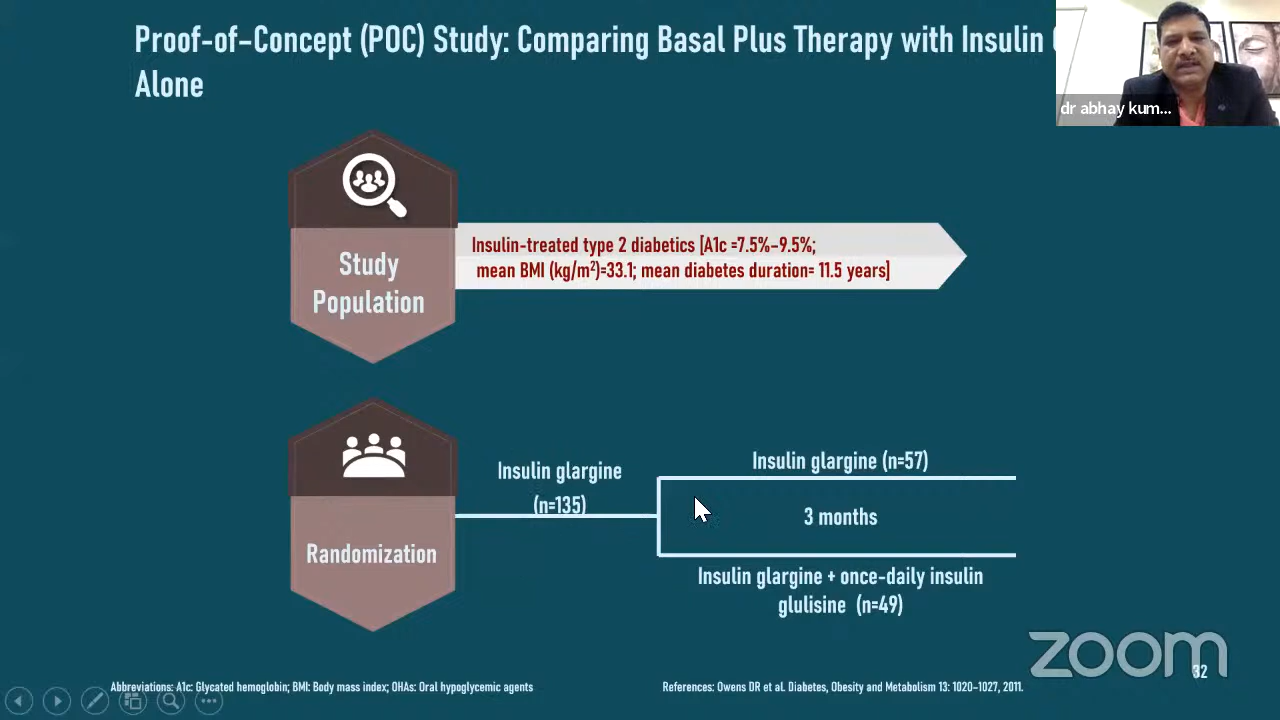 Proof-of-Concept (POC) Study: Comparing Basal Plus Therapy with Insulin
Alone
dr abhay kum...
Study
Population
Insulin-treated type 2 diabetics [A1c =7.5%–9.5%;
mean BMI (kg/m²)=33.1; mean diabetes duration= 11.5 years]
Randomization
Insulin glargine
(n=135)
Insulin glargine (n=57)
3 months
Insulin glargine + once-daily insulin
glulisine (n=49)
zoom
32
Abbreviations: A1c: Glycated hemoglobin; BMI: Body mass index; OHAs: Oral hypoglycemic agents
References: Owens DR et al. Diabetes, Obesity and Metabolism 13: 1020–1027, 2011.